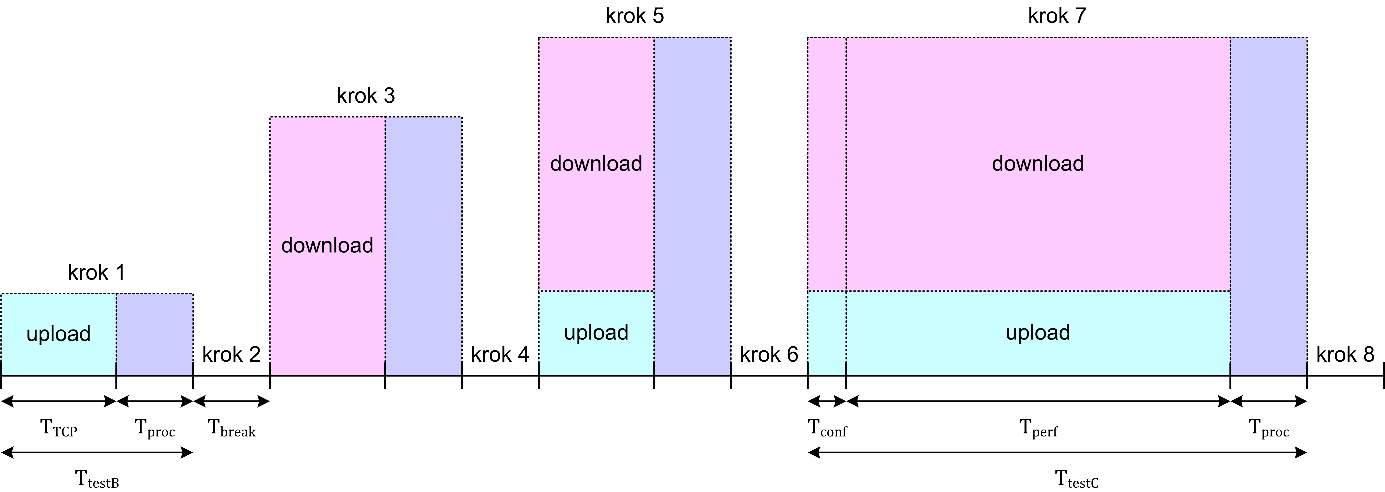 krok 5
krok 7
krok 3
download
download
download
krok 1
upload
upload
upload
krok 2
krok 4
krok 6
krok 8
T_TCP
T_proc
T_break
T_conf
T_perf
T_proc
T_testB
T_testC